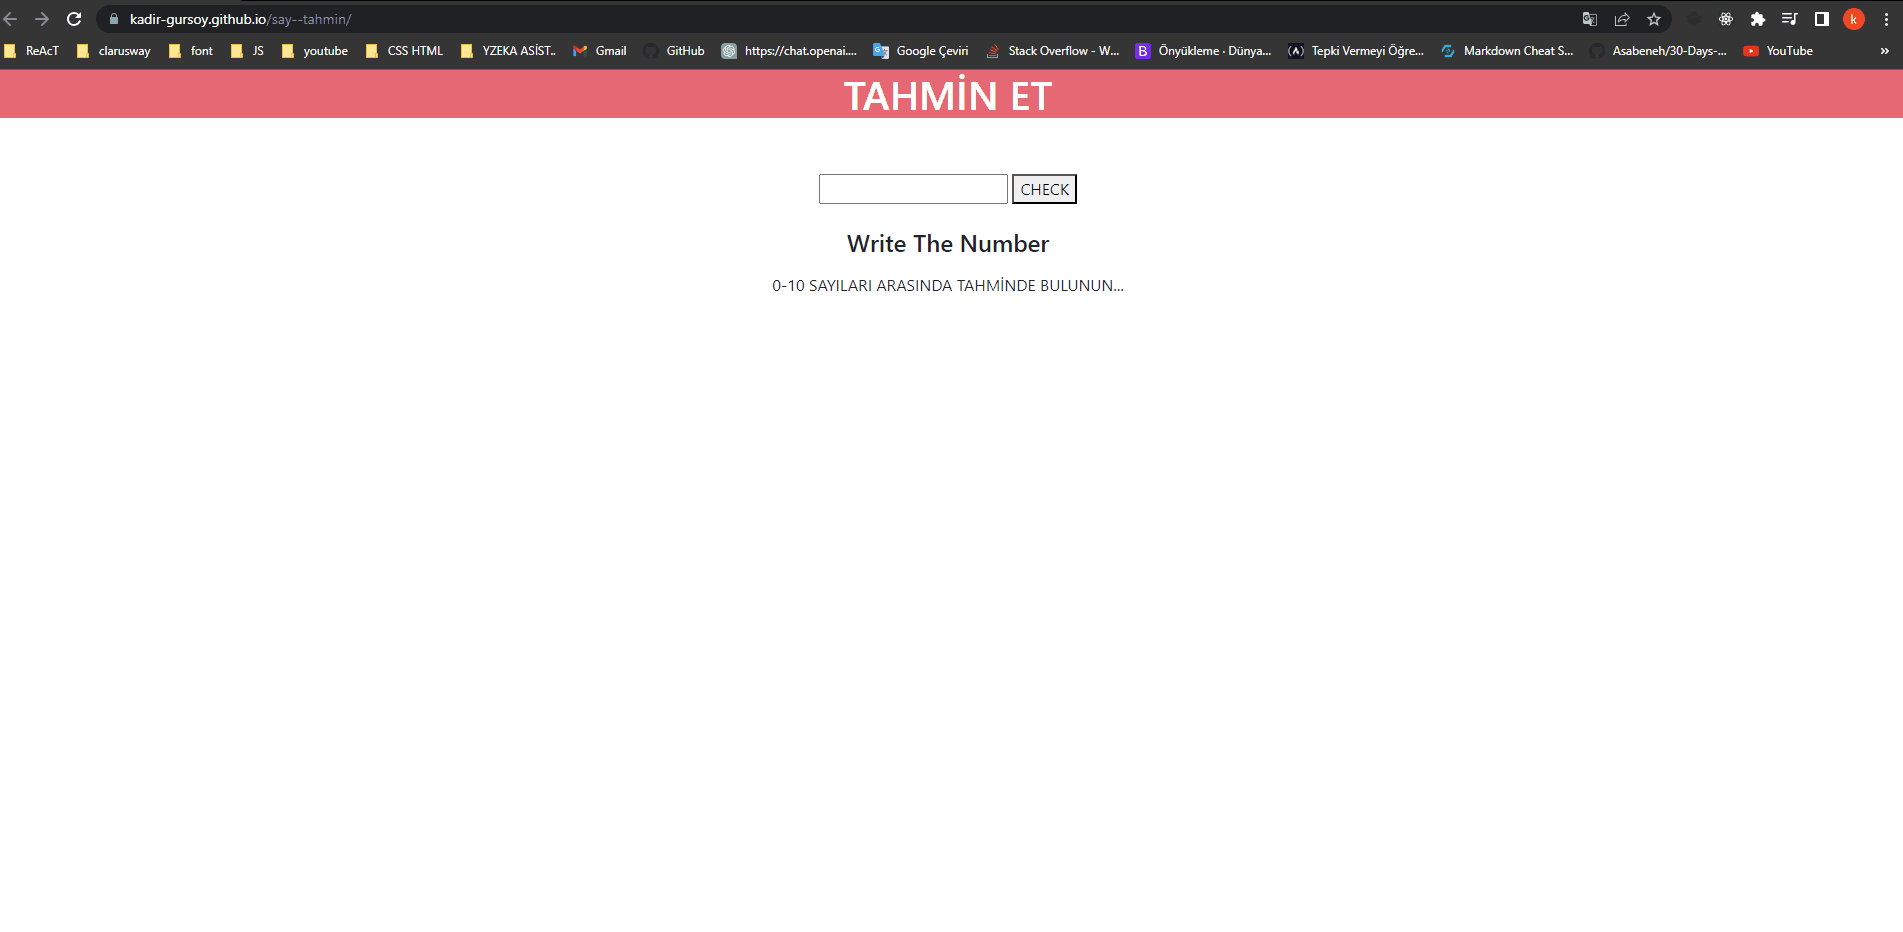 kadir-gursoy.github.io/say--tahmin/
k
ReAcT clarusway font JS youtube CSS HTML YZEKA ASİST.. Gmail GitHub https://chat.openai.... Google Çeviri Stack Overflow - W... B Önyükleme · Dünya... Tepki Vermeyi Öğre... Markdown Cheat S... Asabeneh/30-Days-... YouTube »
TAHMİN ET
CHECK
Write The Number
0-10 SAYILARI ARASINDA TAHMİNDE BULUNUN...